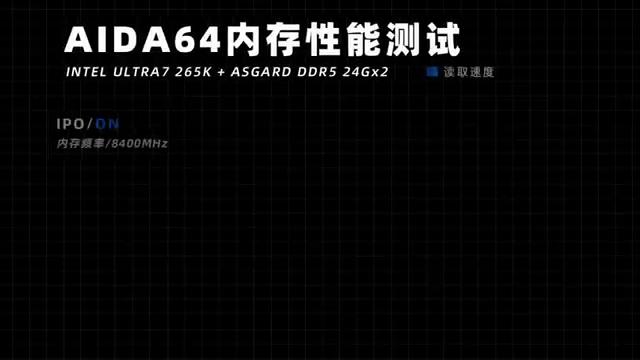 AIDA64内存性能测试
INTEL ULTRA7 265K + ASGARD DDR5 24Gx2
读取速度
IPO/ON
内存频率/8400MHz